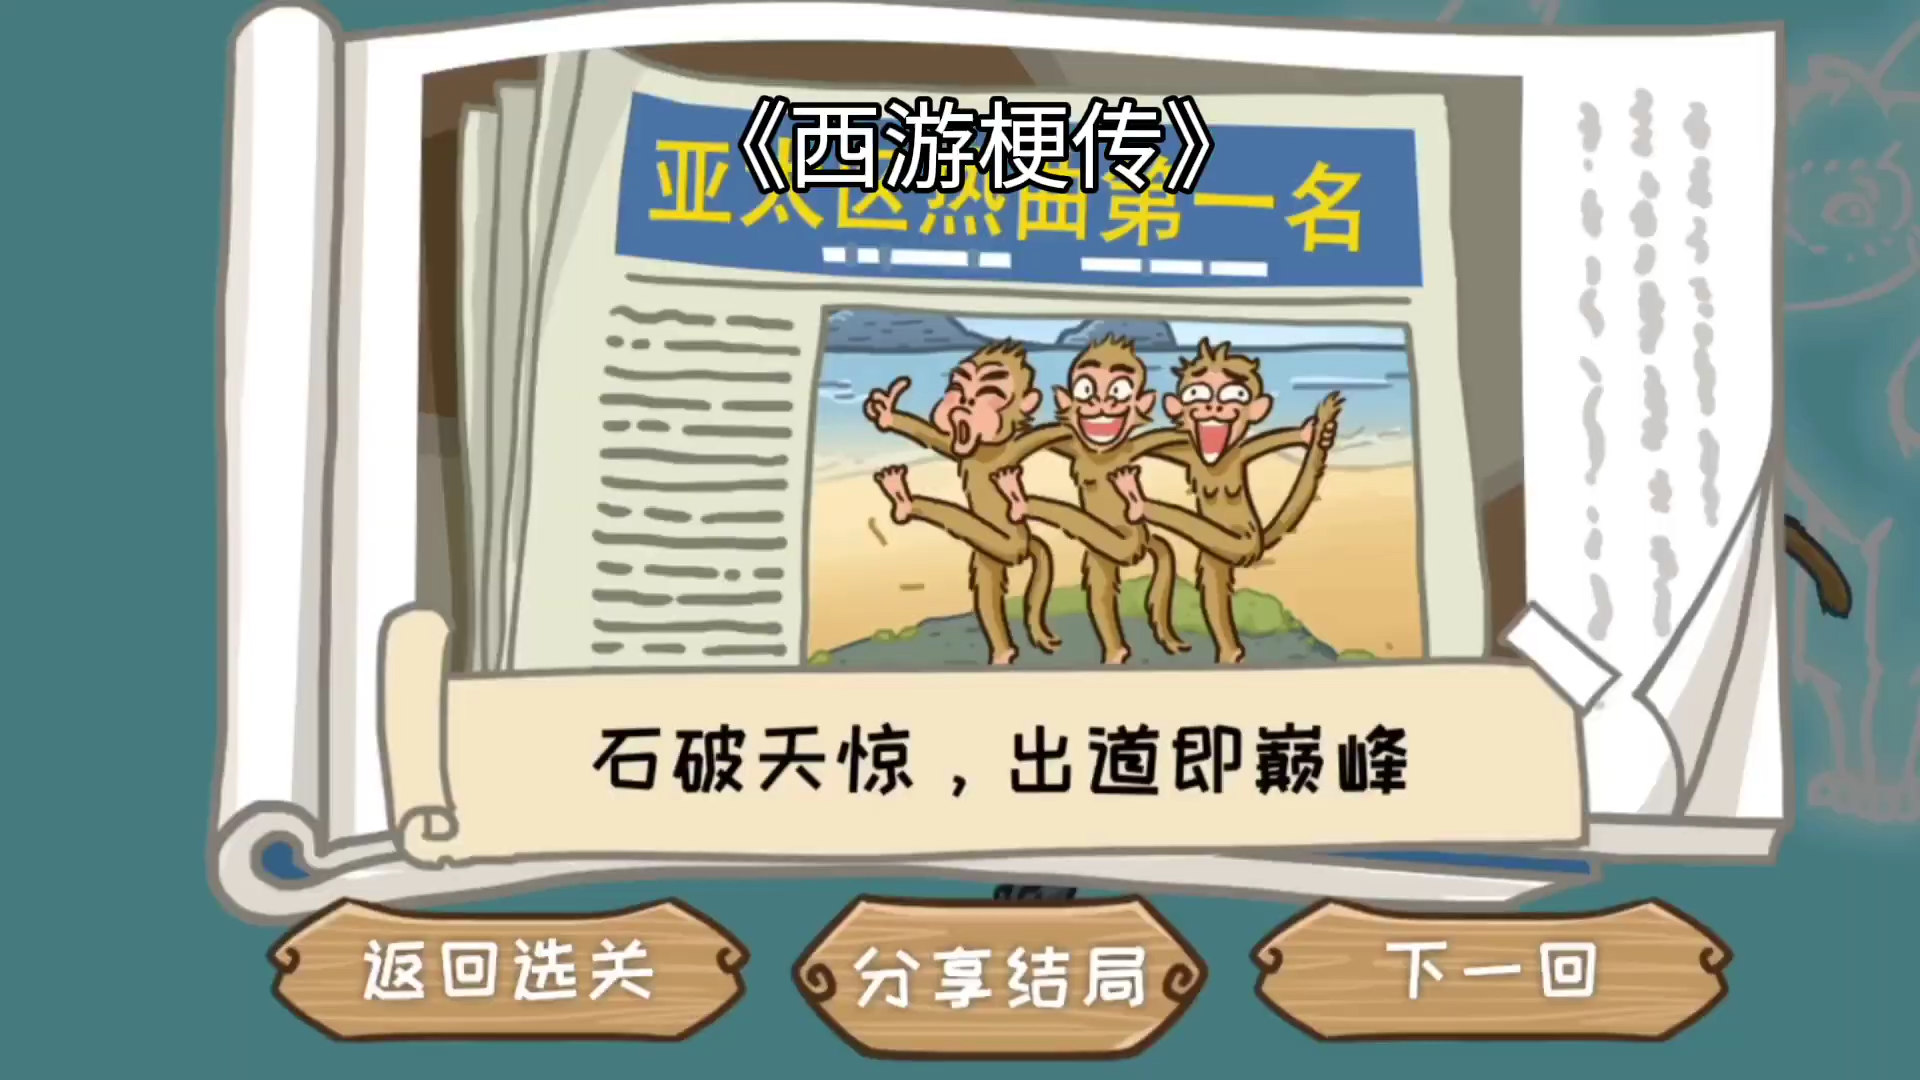 《西游梗传》
亚太区热曲第一名
石破天惊，出道即巅峰
返回选关
分享结局
下一回